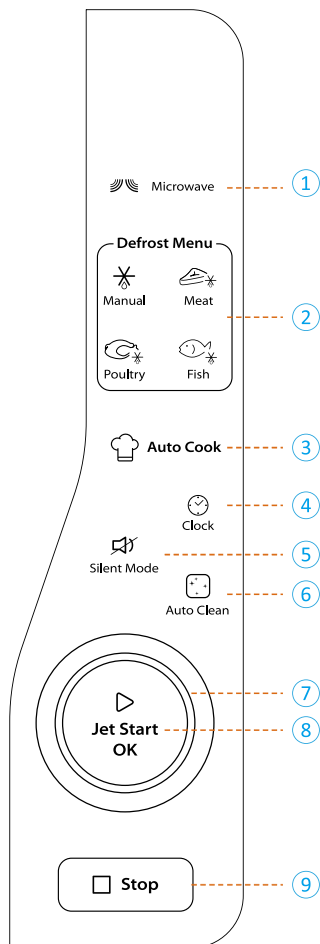 Microwave
1
Defrost Menu
Manual
Meat
2
Poultry
Fish
Auto Cook
3
4
Clock
5
Silent Mode
6
Auto Clean
7
Jet Start
8
OK
Stop
9